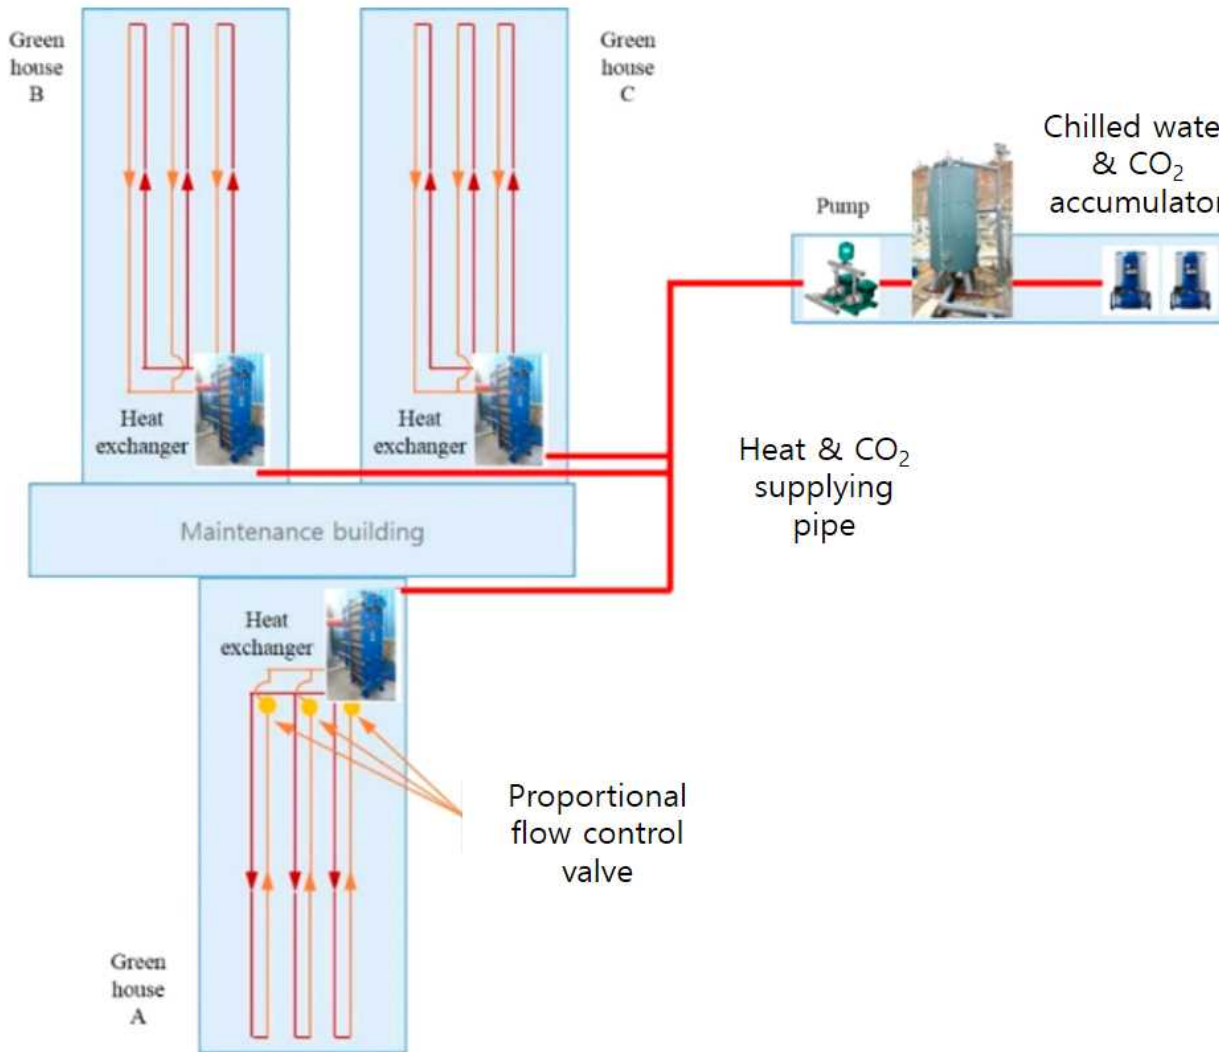 Green
house
B
Green
house
C
Chilled wate
& CO₂
accumulator
Pump
Heat
exchanger
Heat
exchanger
Heat & CO₂
supplying
pipe
Maintenance building
Heat
exchanger
Proportional
flow control
valve
Green
house
A